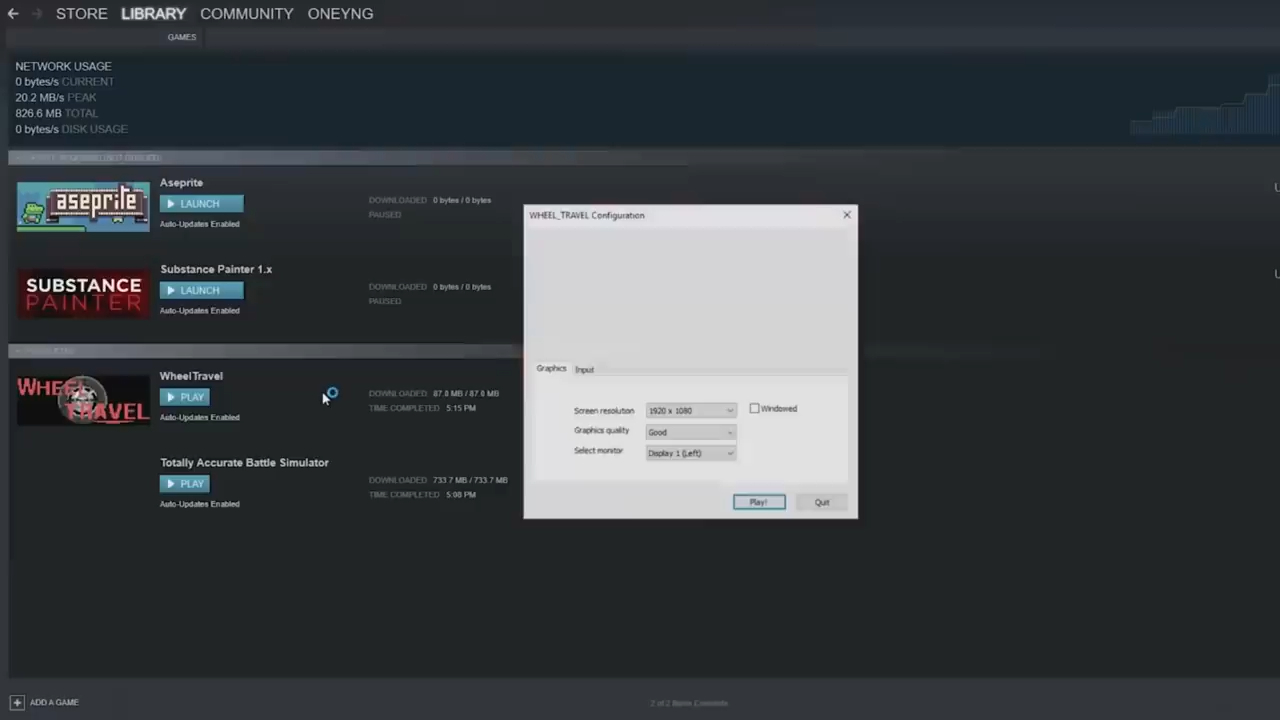 STORE LIBRARY COMMUNITY ONEYNG
GAMES
NETWORK USAGE
0 bytes/s CURRENT
20.2 MB/s PEAK
826.6 MB TOTAL
0 bytes/s DISK USAGE
aseprite
Aseprite
LAUNCH
Auto-Updates Enabled
DOWNLOADED 0 bytes / 0 bytes
PAUSED
SUBSTANCE
PAINTER
Substance Painter 1.x
LAUNCH
Auto-Updates Enabled
DOWNLOADED 0 bytes / 0 bytes
PAUSED
WHEEL
TRAVEL
WheelTravel
PLAY
Auto-Updates Enabled
DOWNLOADED 87.0 MB / 87.0 MB
TIME COMPLETED 5:15 PM
Totally Accurate Battle Simulator
PLAY
Auto-Updates Enabled
DOWNLOADED 733.7 MB / 733.7 MB
TIME COMPLETED 5:08 PM
WHEEL_TRAVEL Configuration
Graphics Input
Screen resolution 1920 x 1080 Windowed
Graphics quality Good
Select monitor Display 1 (Left)
Play! Quit
ADD A GAME
2 of 2 Items Complete